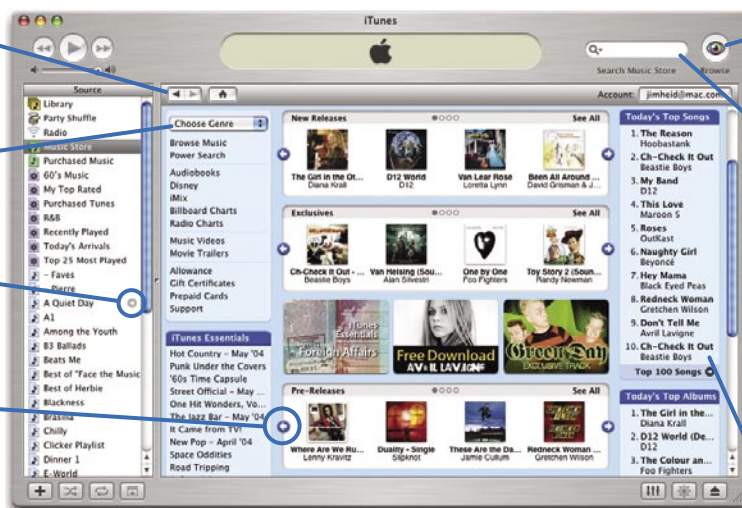 iTunes
Search Music Store
Browse
Source
Library
Party Shuffle
Radio
Music Store
Purchased Music
60's Music
My Top Rated
Purchased Tunes
R&B
Recently Played
Today's Arrivals
Top 25 Most Played
- Faves
- Pierre
A Quiet Day
A1
Among the Youth
B3 Ballads
Beats Me
Best of "Face the Music
Best of Herbie
Blackness
Brasilia
Chilly
Clicker Playlist
Dinner 1
E-World
Account: jimheid@mac.com
Choose Genre
Browse Music
Power Search
Audiobooks
Disney
iMix
Billboard Charts
Radio Charts
Music Videos
Movie Trailers
Allowance
Gift Certificates
Prepaid Cards
Support
iTunes Essentials
Hot Country - May '04
Punk Under the Covers
'60s Time Capsule
Street Official - May ...
One Hit Wonders, Vo...
The Jazz Bar - May '04
It Came from TV!
New Pop - April '04
Space Oddities
Road Tripping
New Releases See All
The Girl in the Ot... D12 World Van Lear Rose Been All Around ...
Diana Krall D12 Loretta Lynn David Grisman & J...
Exclusives See All
Ch-Check It Out - ... Van Helsing (Sou... One by One Toy Story 2 (Soun...
Beastie Boys Alan Silvestri Foo Fighters Randy Newman
iTunes
Essentials
Foreign Affairs
Free Download
AVRIL LAVIGNE
Green Day
EXCLUSIVE TRACK
Pre-Releases See All
Where Are We Ru... Duality - Single These Are the Da... Redneck Woman ...
Lenny Kravitz Slipknot Jamie Cullum Gretchen Wilson
Today's Top Songs
1. The Reason
Hoobastank
2. Ch-Check It Out
Beastie Boys
3. My Band
D12
4. This Love
Maroon 5
5. Roses
OutKast
6. Naughty Girl
Beyoncé
7. Hey Mama
Black Eyed Peas
8. Redneck Woman
Gretchen Wilson
9. Don't Tell Me
Avril Lavigne
10. Ch-Check It Out
Beastie Boys
Top 100 Songs
Today's Top Albums
1. The Girl in the...
Diana Krall
2. D12 World (De...
D12
3. The Colour an...
Foo Fighters